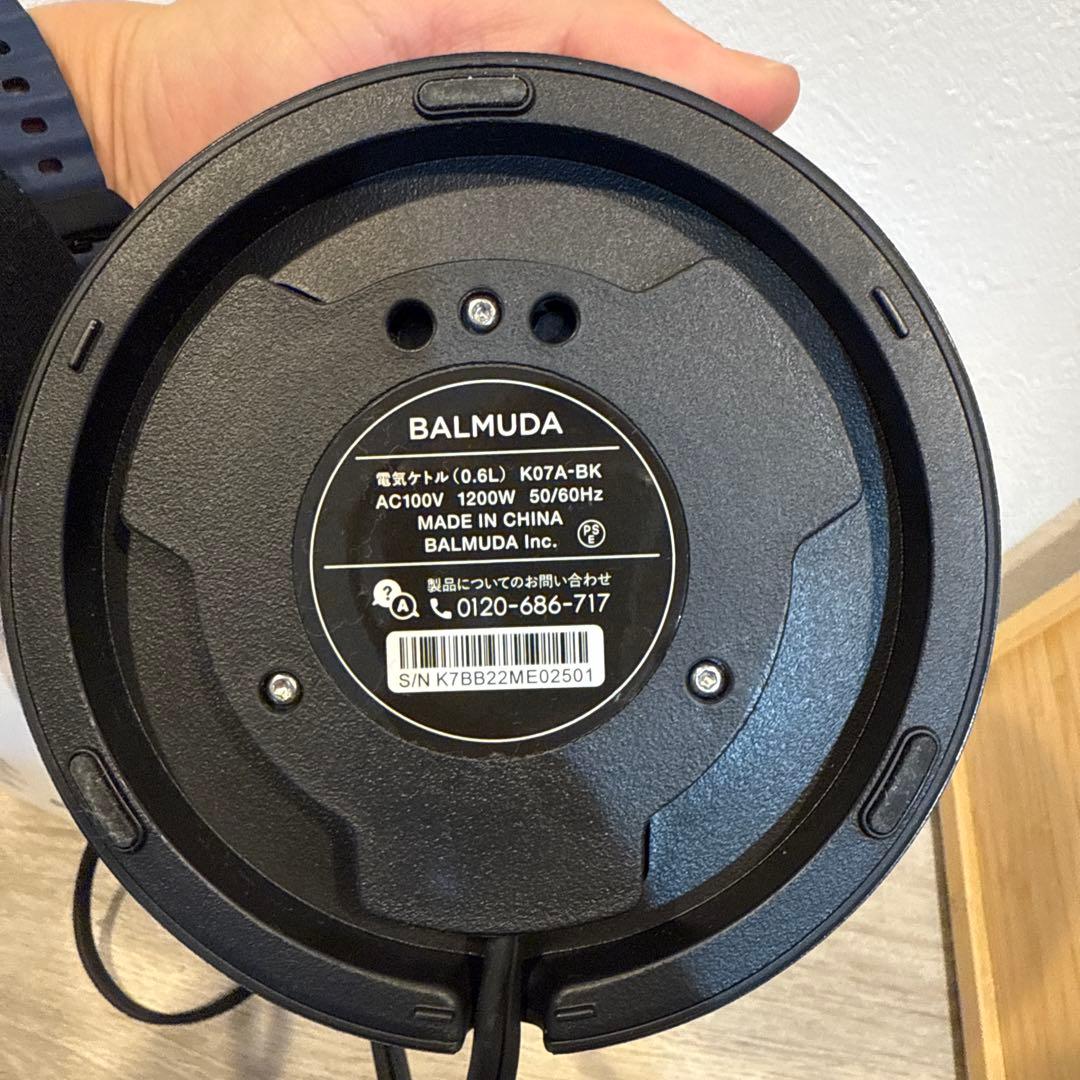 BALMUDA
電気ケトル(0.6L) K07A-BK
AC100V 1200W 50/60Hz
MADE IN CHINA
BALMUDA Inc.
PS
E
?
A
製品についてのお問い合わせ
0120-686-717
S/N K7BB22ME02501